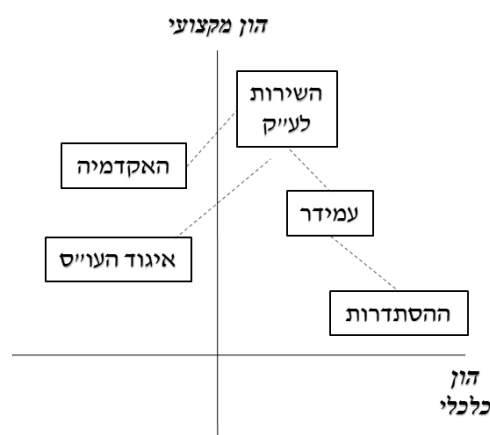 הון מקצועי
השירות
לעו"ק
האקדמיה
עמידר
איגוד העו"ס
ההסתדרות
הון
כלכלי